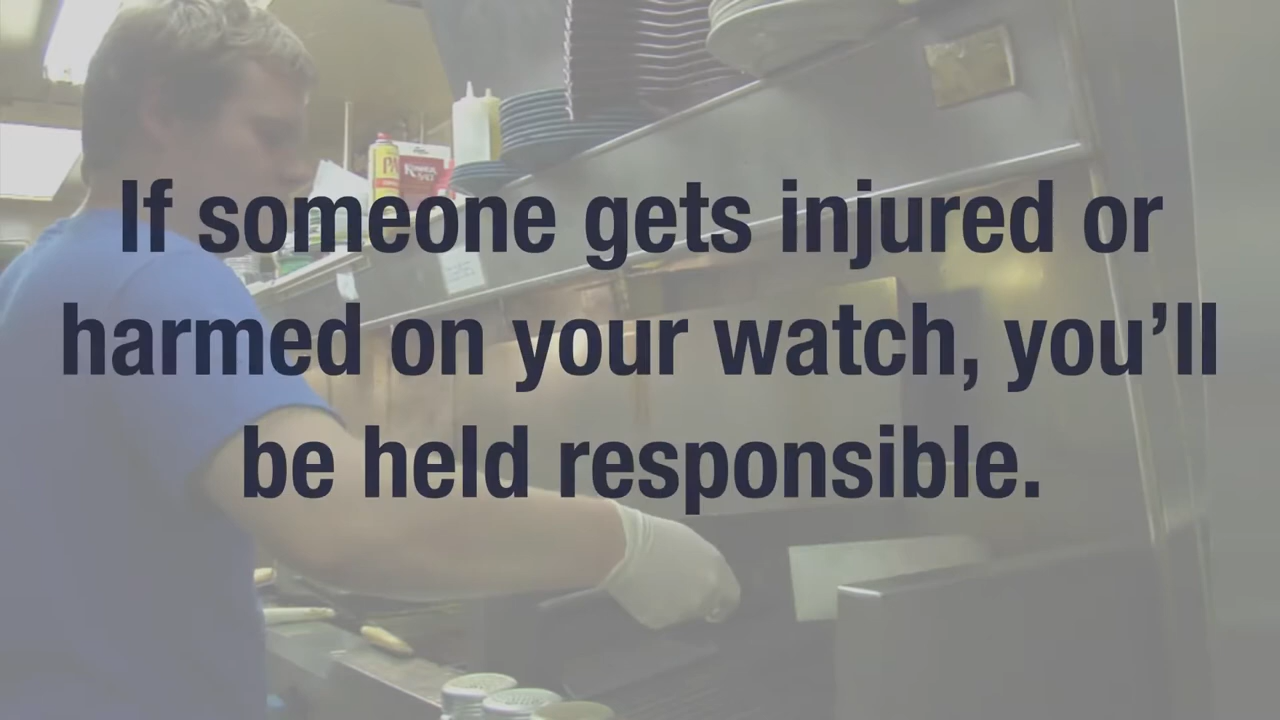 If someone gets injured or
harmed on your watch, you’ll
be held responsible.